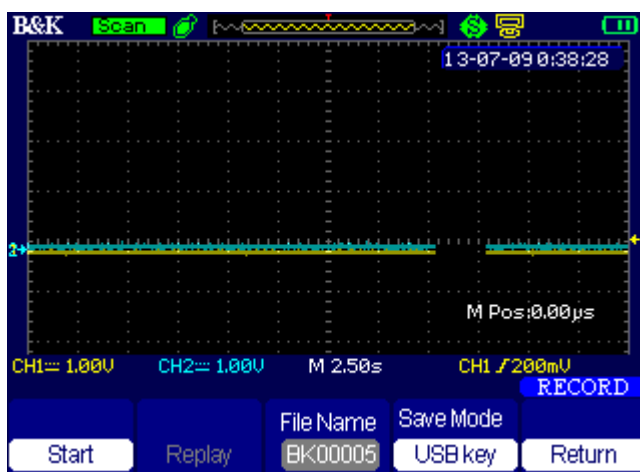 B&K Scan S
13-07-09 0:38:28
2
M Pos:0.00µs
CH1 1.00V CH2 1.00V M 2.50s CH1 200mV
RECORD
File Name Save Mode
Start Replay BK00005 USB key Return